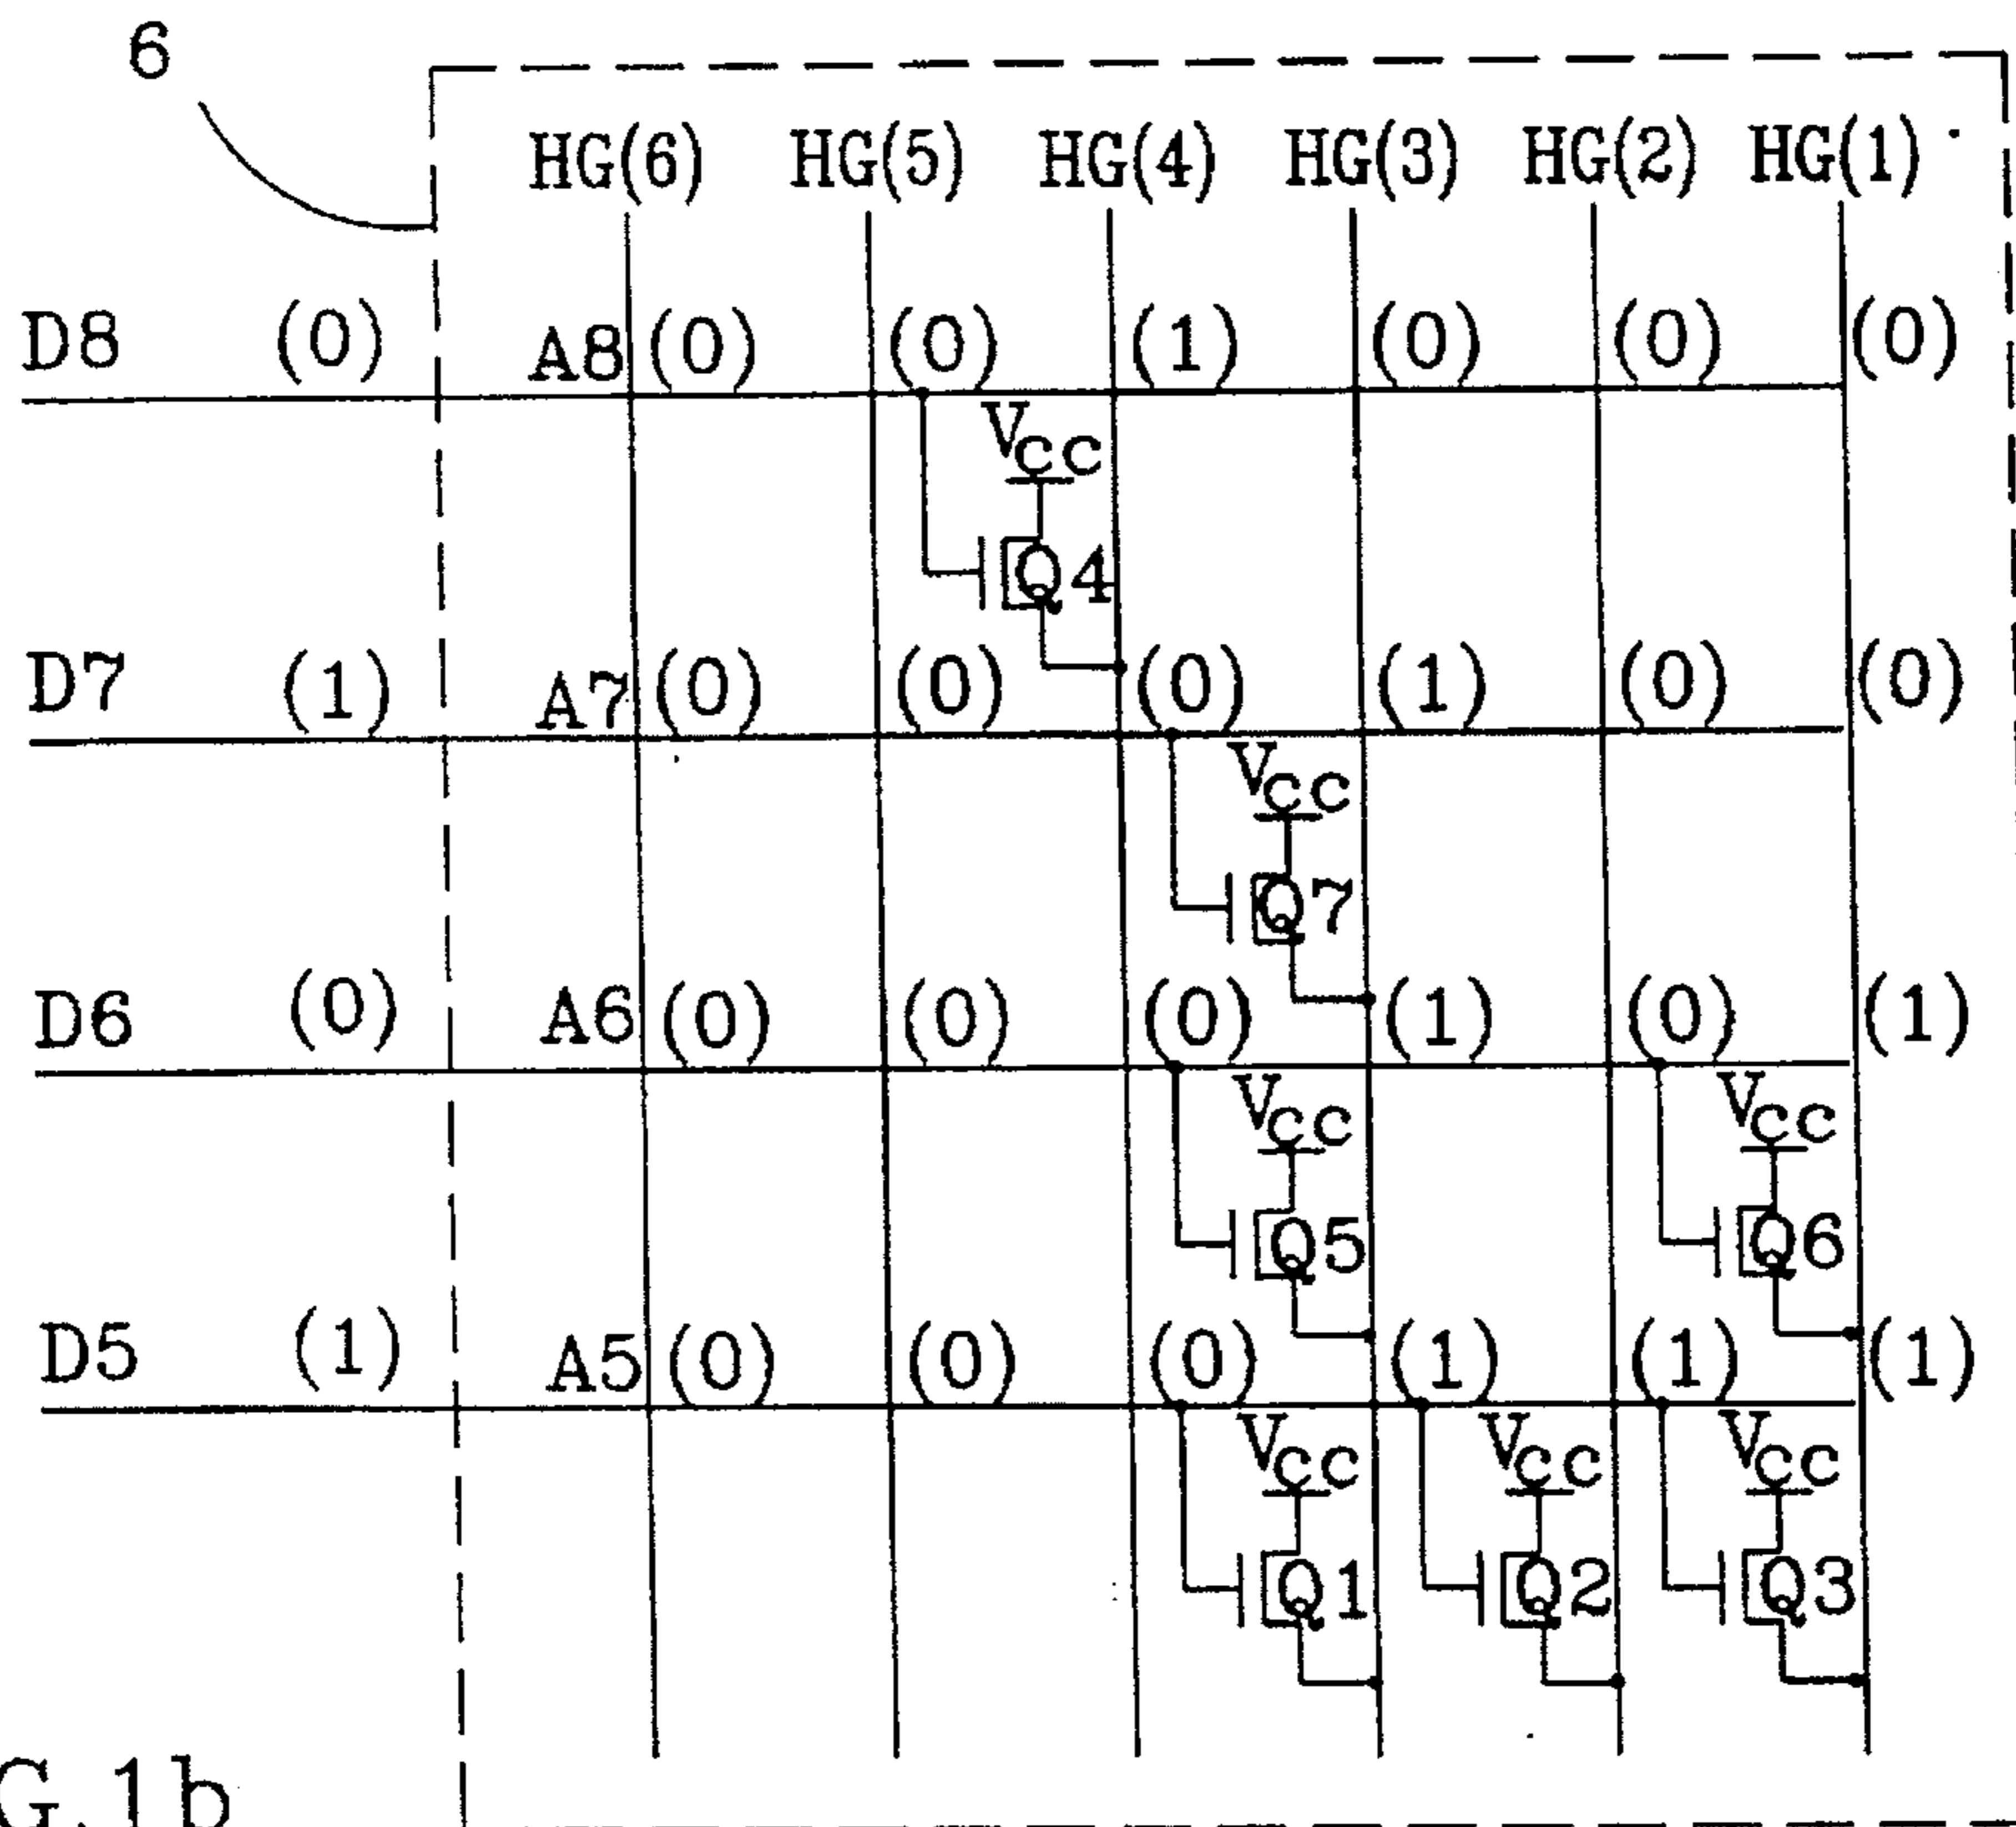 6
HG(6) HG(5) HG(4) HG(3) HG(2) HG(1)
D8 (0) A8 (0) (0) (1) (0) (0) (0)
Vcc
Q4
D7 (1) A7 (0) (0) (0) (1) (0) (0)
Vcc
Q7
D6 (0) A6 (0) (0) (0) (1) (0) (1)
Vcc Vcc
Q5 Q6
D5 (1) A5 (0) (0) (0) (1) (1) (1)
Vcc Vcc Vcc
Q1 Q2 Q3
G.1b